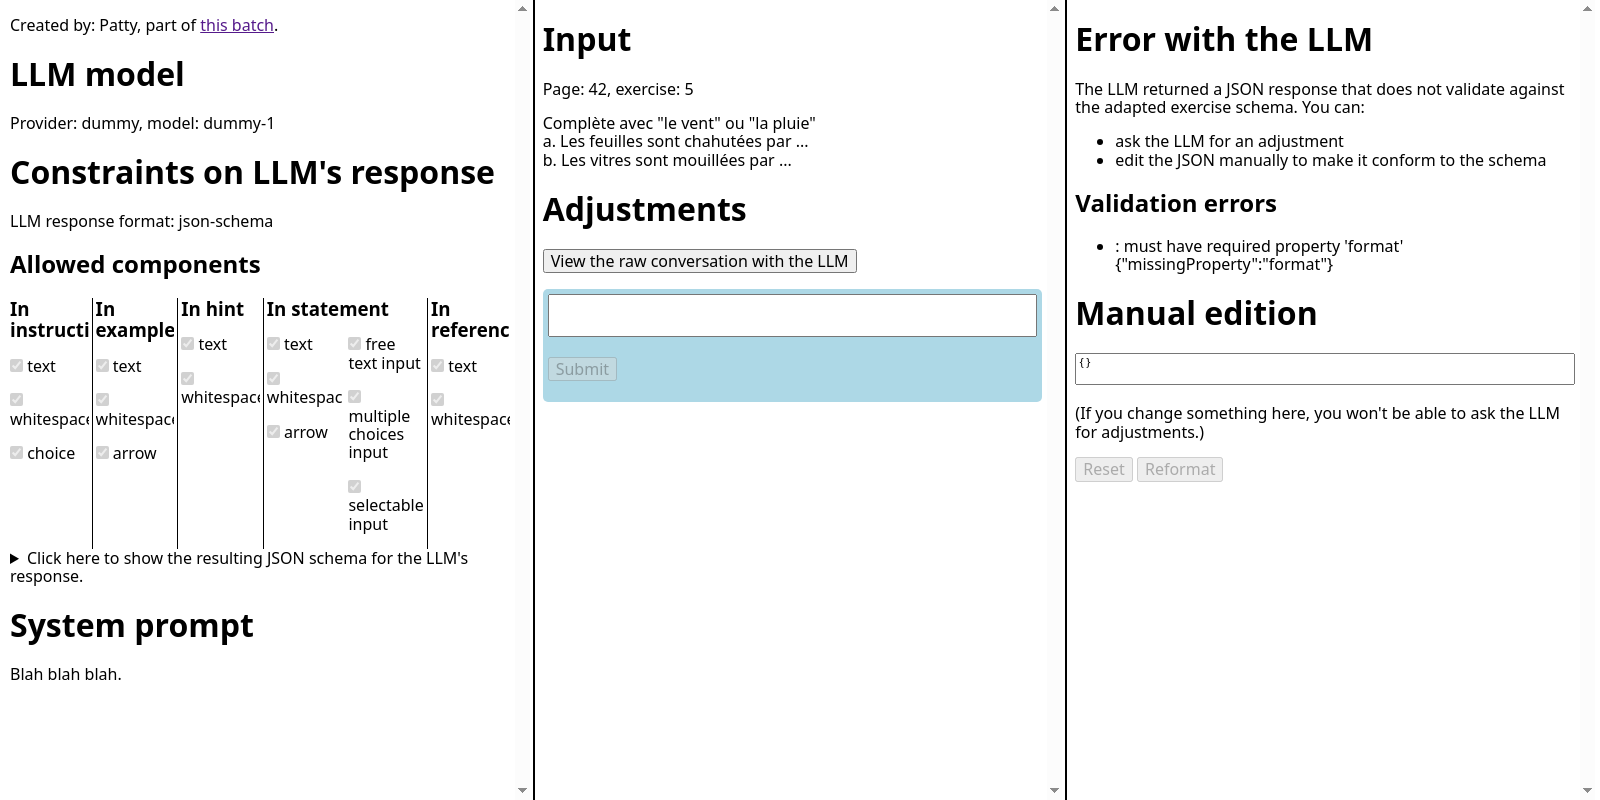 Created by: Patty, part of this batch.
LLM model
Provider: dummy, model: dummy-1
Constraints on LLM's response
LLM response format: json-schema
Allowed components
In
instructi
text
whitespace
choice
In
example
text
whitespace
arrow
In hint
text
whitespace
In statement
text
whitespac
arrow
free
text input
multiple
choices
input
selectable
input
In
referenc
text
whitespace
Click here to show the resulting JSON schema for the LLM's
response.
System prompt
Blah blah blah.
Input
Page: 42, exercise: 5
Complète avec "le vent" ou "la pluie"
a. Les feuilles sont chahutées par ...
b. Les vitres sont mouillées par ...
Adjustments
View the raw conversation with the LLM
Submit
Error with the LLM
The LLM returned a JSON response that does not validate against
the adapted exercise schema. You can:
ask the LLM for an adjustment
edit the JSON manually to make it conform to the schema
Validation errors
: must have required property 'format'
{"missingProperty":"format"}
Manual edition
{}
(If you change something here, you won't be able to ask the LLM
for adjustments.)
Reset Reformat